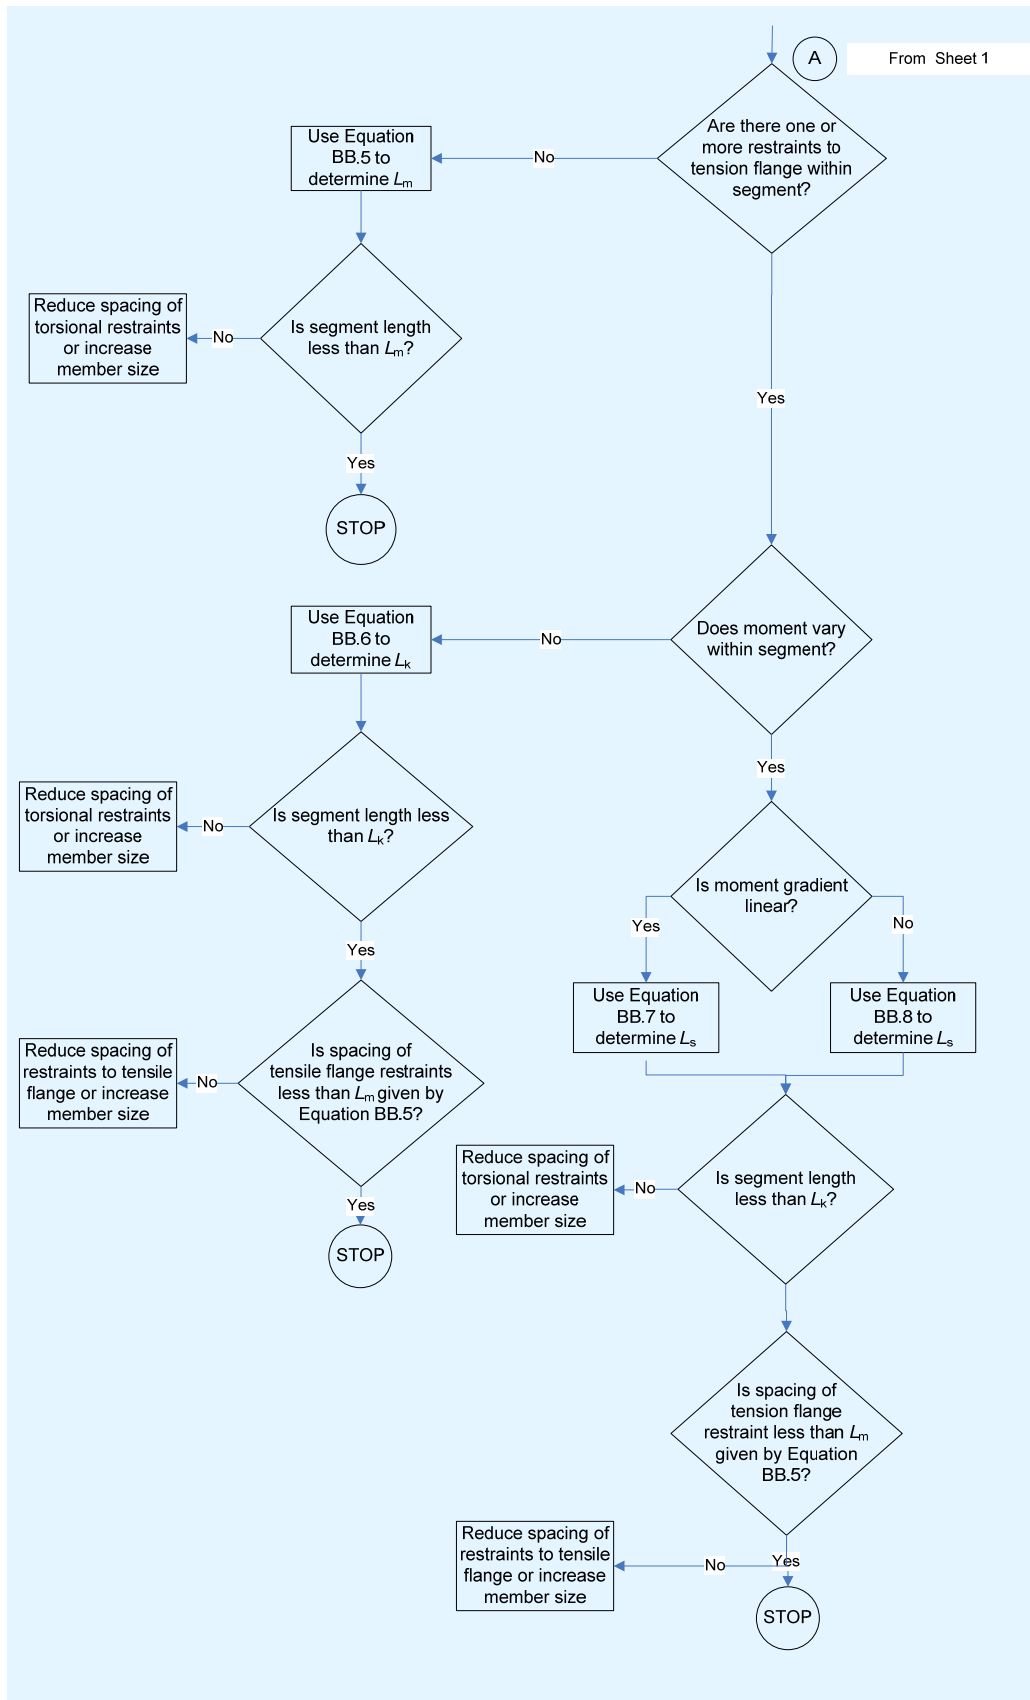 A
From Sheet 1
Are there one or
more restraints to
tension flange within
segment?
No
Use Equation
BB.5 to
determine Lm
Is segment length
less than Lm?
No
Reduce spacing of
torsional restraints
or increase
member size
Yes
STOP
Yes
Does moment vary
within segment?
No
Use Equation
BB.6 to
determine Lk
Is segment length less
than Lk?
No
Reduce spacing of
torsional restraints
or increase
member size
Yes
Is spacing of
tensile flange restraints
less than Lm given by
Equation BB.5?
No
Reduce spacing of
restraints to tensile
flange or increase
member size
Yes
STOP
Yes
Is moment gradient
linear?
Yes
No
Use Equation
BB.7 to
determine Ls
Use Equation
BB.8 to
determine Ls
Is segment length
less than Lk?
No
Reduce spacing of
torsional restraints
or increase
member size
Is spacing of
tension flange
restraint less than Lm
given by Equation
BB.5?
No
Reduce spacing of
restraints to tensile
flange or increase
member size
Yes
STOP